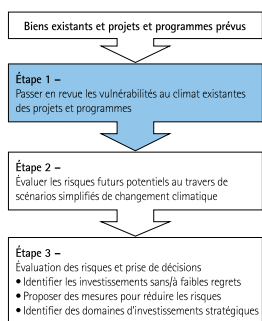 Biens existants et projets et programmes prévus
Étape 1 –
Passer en revue les vulnérabilités au climat existantes
des projets et programmes
Étape 2 –
Évaluer les risques futurs potentiels au travers de
scénarios simplifiés de changement climatique
Étape 3 –
Évaluation des risques et prise de décisions
• Identifier les investissements sans/à faibles regrets
• Proposer des mesures pour réduire les risques
• Identifier des domaines d'investissements stratégiques